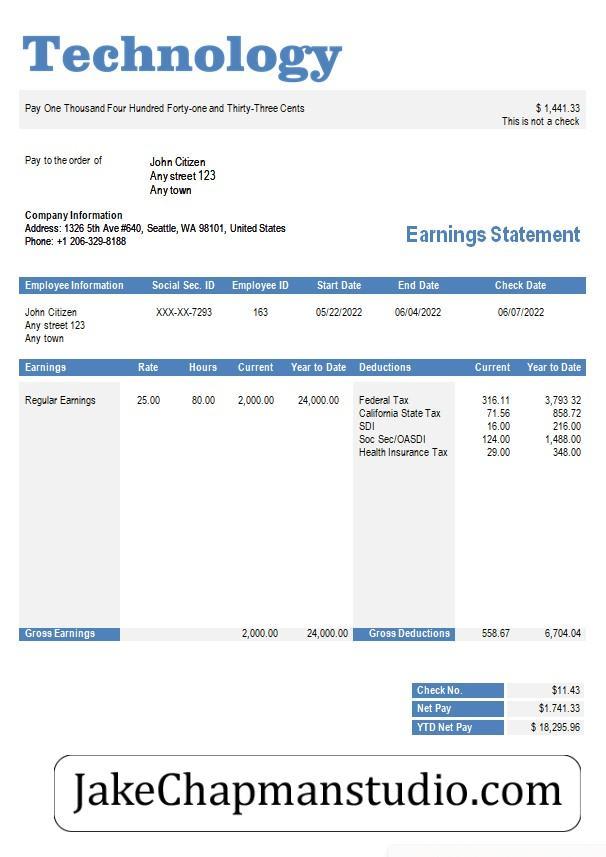 Technology
Pay One Thousand Four Hundred Forty-one and Thirty-Three Cents $ 1,441.33
This is not a check
Pay to the order of John Citizen
Any street 123
Any town
Company Information
Address: 1326 5th Ave #640, Seattle, WA 98101, United States
Phone: +1 206-329-8188
Earnings Statement
Employee Information Social Sec. ID Employee ID Start Date End Date Check Date
John Citizen XXX-XX-7293 163 05/22/2022 06/04/2022 06/07/2022
Any street 123
Any town
Earnings Rate Hours Current Year to Date Deductions Current Year to Date
Regular Earnings 25.00 80.00 2,000.00 24,000.00 Federal Tax 316.11 3,793 32
California State Tax 71.56 858.72
SDI 16.00 216.00
Soc Sec/OASDI 124.00 1,488.00
Health Insurance Tax 29.00 348.00
Gross Earnings 2,000.00 24,000.00 Gross Deductions 558.67 6,704.04
Check No. $11.43
Net Pay $1.741.33
YTD Net Pay $ 18,295.96
JakeChapmanstudio.com